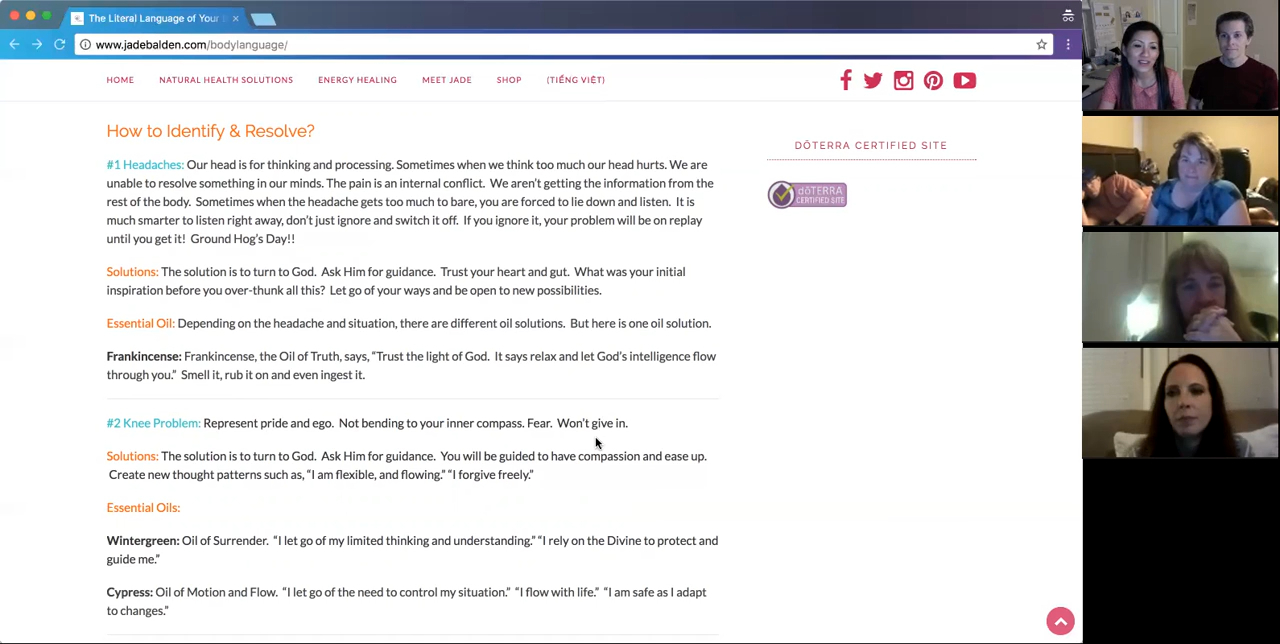 The Literal Language of Your
www.jadebalden.com/bodylanguage/
HOME NATURAL HEALTH SOLUTIONS ENERGY HEALING MEET JADE SHOP (TIẾNG VIỆT)
How to Identify & Resolve?
#1 Headaches: Our head is for thinking and processing. Sometimes when we think too much our head hurts. We are
unable to resolve something in our minds. The pain is an internal conflict. We aren't getting the information from the
rest of the body. Sometimes when the headache gets too much to bare, you are forced to lie down and listen. It is
much smarter to listen right away, don't just ignore and switch it off. If you ignore it, your problem will be on replay
until you get it! Ground Hog's Day!!
Solutions: The solution is to turn to God. Ask Him for guidance. Trust your heart and gut. What was your initial
inspiration before you over-thunk all this? Let go of your ways and be open to new possibilities.
Essential Oil: Depending on the headache and situation, there are different oil solutions. But here is one oil solution.
Frankincense: Frankincense, the Oil of Truth, says, "Trust the light of God. It says relax and let God's intelligence flow
through you." Smell it, rub it on and even ingest it.
#2 Knee Problem: Represent pride and ego. Not bending to your inner compass. Fear. Won't give in.
Solutions: The solution is to turn to God. Ask Him for guidance. You will be guided to have compassion and ease up.
Create new thought patterns such as, "I am flexible, and flowing." "I forgive freely."
Essential Oils:
Wintergreen: Oil of Surrender. "I let go of my limited thinking and understanding." "I rely on the Divine to protect and
guide me."
Cypress: Oil of Motion and Flow. "I let go of the need to control my situation." "I flow with life." "I am safe as I adapt
to changes."
DŌTERRA CERTIFIED SITE
dōTERRA
CERTIFIED SITE